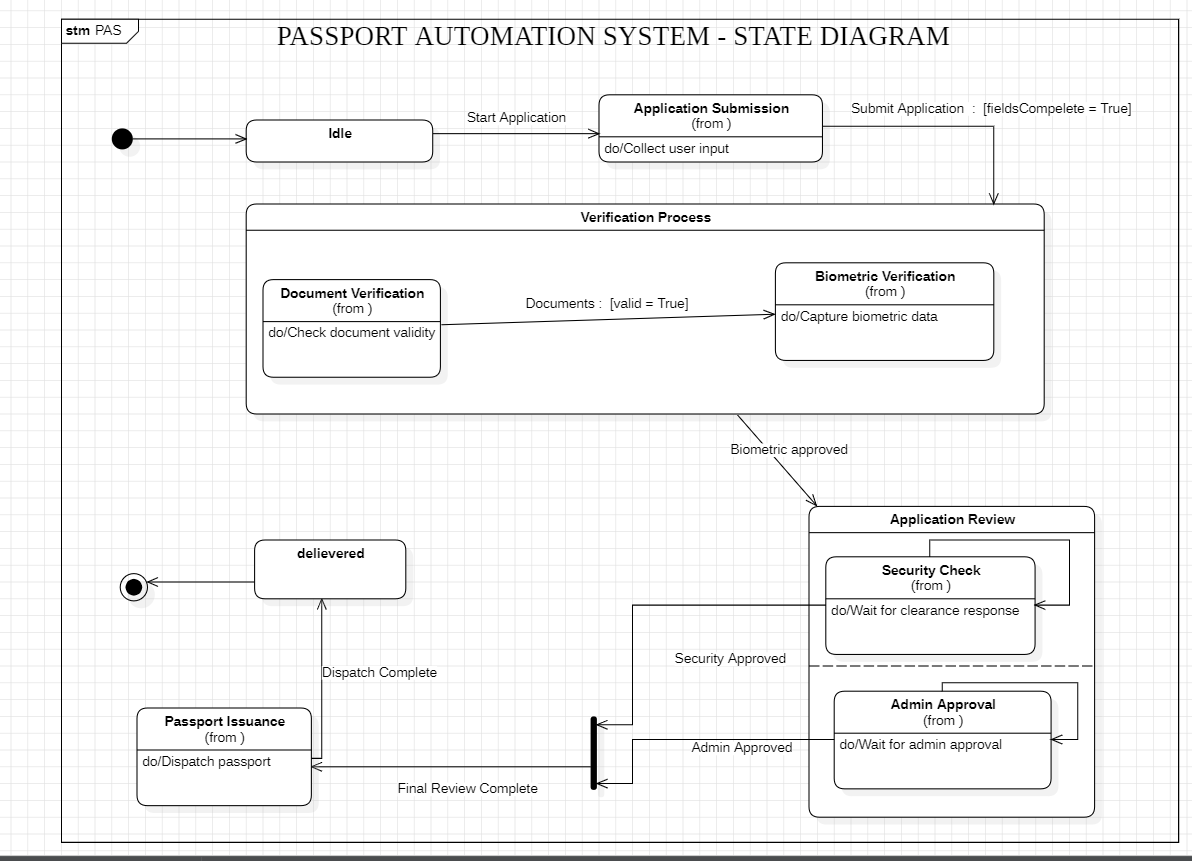 stm PAS
PASSPORT AUTOMATION SYSTEM - STATE DIAGRAM
Idle
Start Application
Application Submission
(from )
do/Collect user input
Submit Application : [fieldsCompelete = True]
Verification Process
Document Verification
(from )
do/Check document validity
Documents : [valid = True]
Biometric Verification
(from )
do/Capture biometric data
Biometric approved
Application Review
Security Check
(from )
do/Wait for clearance response
Security Approved
Admin Approval
(from )
do/Wait for admin approval
Admin Approved
Final Review Complete
Passport Issuance
(from )
do/Dispatch passport
Dispatch Complete
delievered